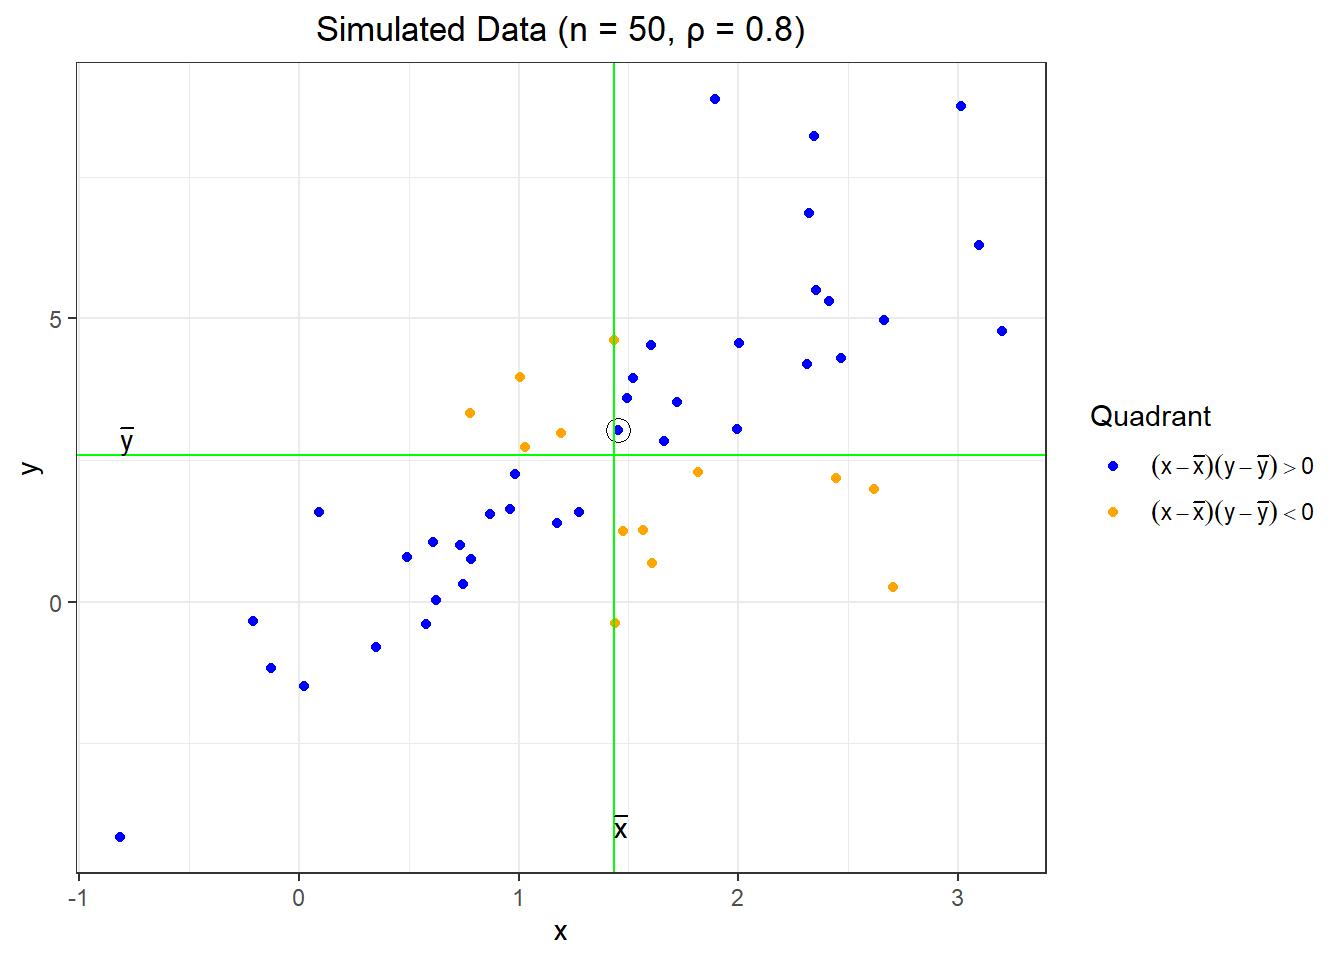 Simulated Data (n = 50, ρ = 0.8)
5
0
y
y̅
x̅
-1 0 1 2 3
x
Quadrant
(x − x̅)(y − y̅) > 0
(x − x̅)(y − y̅) < 0